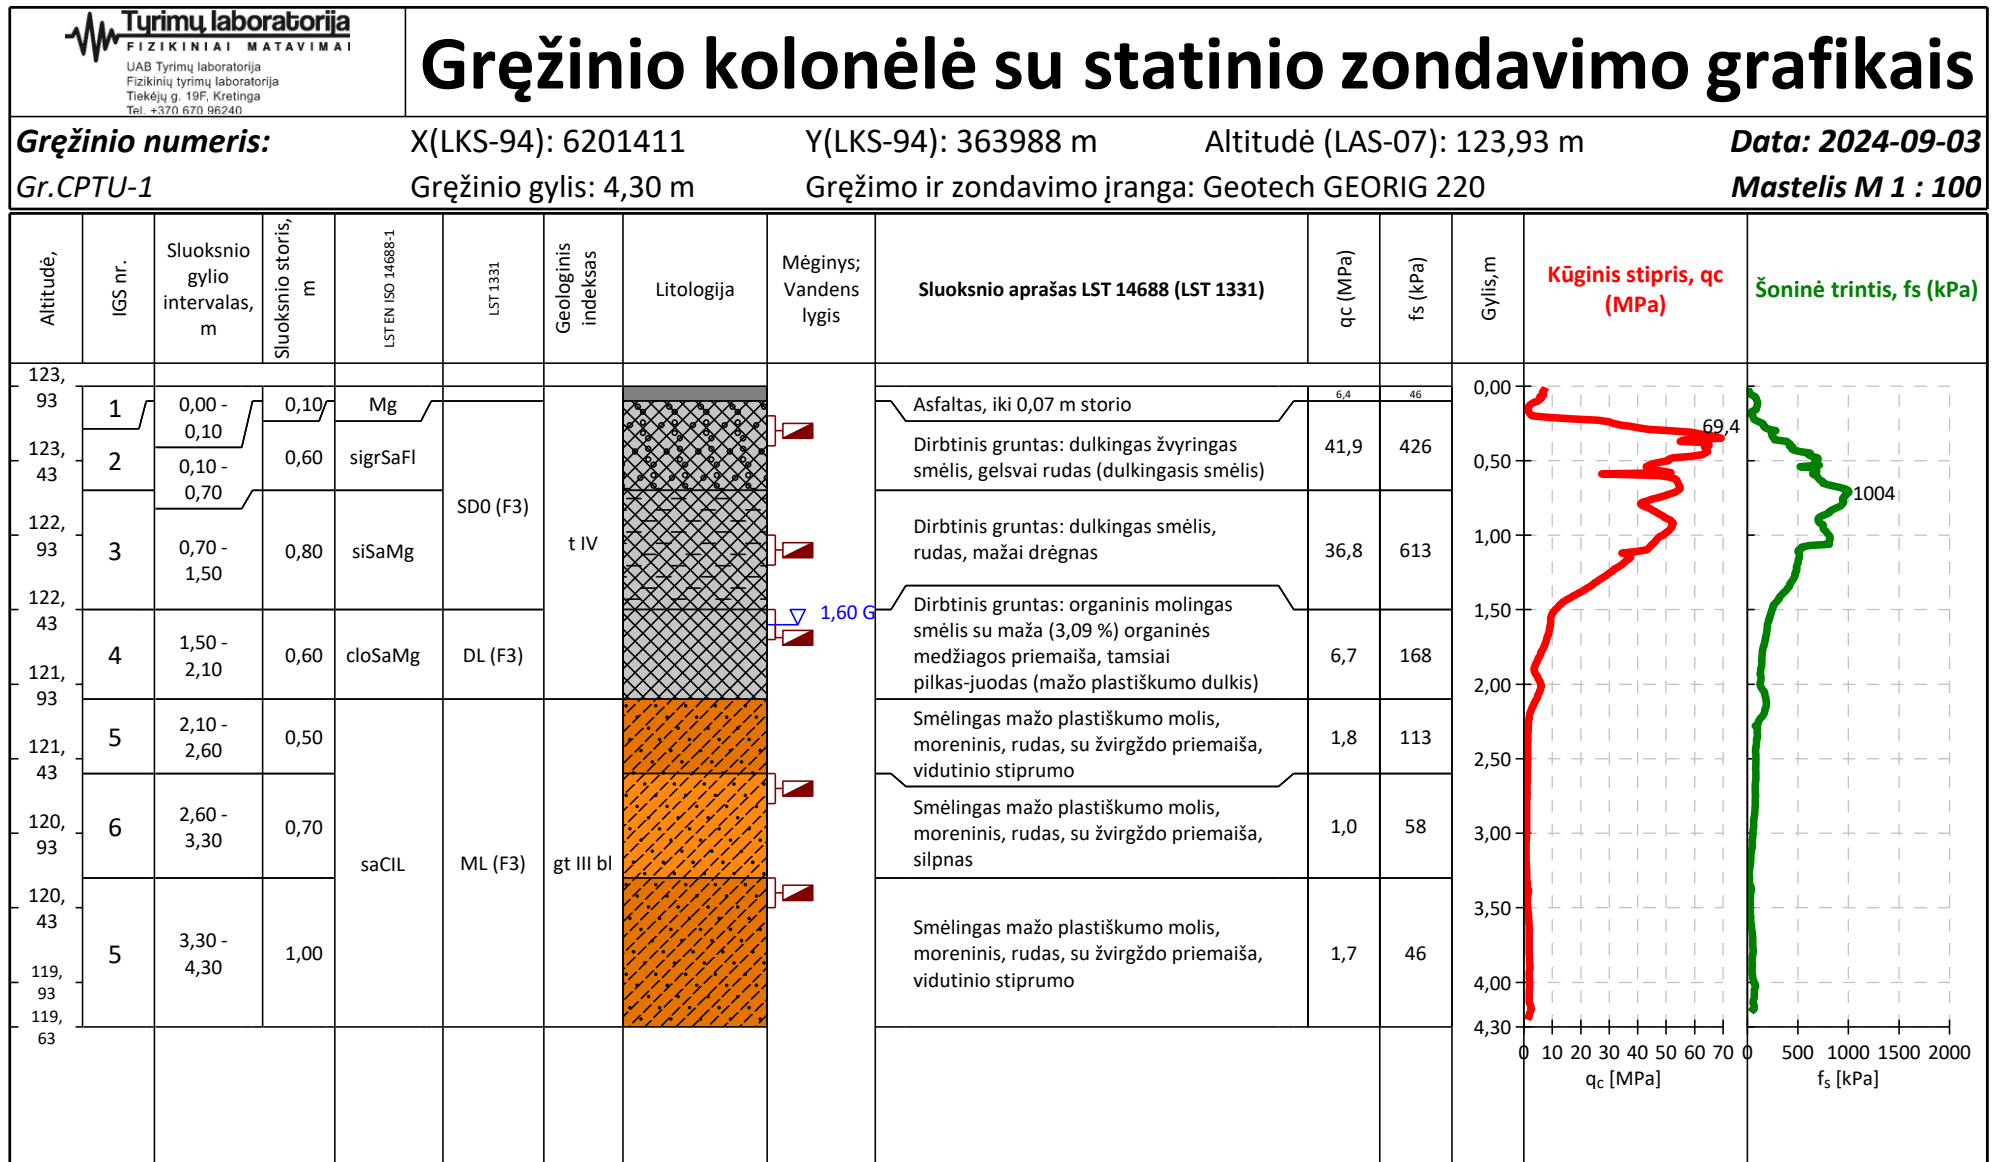 Tyrimų laboratorija
FIZIKINIAI MATAVIMAI
UAB Tyrimų laboratorija
Fizikinių tyrimų laboratorija
Tiekėjų g. 19F, Kretinga
Tel. +370 670 96240
Gręžinio kolonėlė su statinio zondavimo grafikais
Gręžinio numeris:
X(LKS-94): 6201411
Y(LKS-94): 363988 m
Altitudė (LAS-07): 123,93 m
Data: 2024-09-03
Gr.CPTU-1
Gręžinio gylis: 4,30 m
Gręžimo ir zondavimo įranga: Geotech GEORIG 220
Mastelis M 1 : 100
Altitudė,
IGS nr.
Sluoksnio
gylio
intervalas,
m
Sluoksnio storis,
m
LST EN ISO 14688-1
LST 1331
Geologinis
indeksas
Litologija
Mėginys;
Vandens
lygis
Sluoksnio aprašas LST 14688 (LST 1331)
qc (MPa)
fs (kPa)
Gylis,m
Kūginis stipris, qc
(MPa)
Šoninė trintis, fs (kPa)
123,
93
123,
43
122,
93
122,
43
121,
93
121,
43
120,
93
120,
43
119,
93
119,
63
1
0,00 -
0,10
0,10
Mg
Asfaltas, iki 0,07 m storio
6,4
46
2
0,10 -
0,70
0,60
sigrSaFl
Dirbtinis gruntas: dulkingas žvyringas
smėlis, gelsvai rudas (dulkingasis smėlis)
41,9
426
SD0 (F3)
t IV
3
0,70 -
1,50
0,80
siSaMg
Dirbtinis gruntas: dulkingas smėlis,
rudas, mažai drėgnas
36,8
613
1,60 G
4
1,50 -
2,10
0,60
cloSaMg
DL (F3)
Dirbtinis gruntas: organinis molingas
smėlis su maža (3,09 %) organinės
medžiagos priemaiša, tamsiai
pilkas-juodas (mažo plastiškumo dulkis)
6,7
168
5
2,10 -
2,60
0,50
Smėlingas mažo plastiškumo molis,
moreninis, rudas, su žvirgždo priemaiša,
vidutinio stiprumo
1,8
113
6
2,60 -
3,30
0,70
saCIL
ML (F3)
gt III bl
Smėlingas mažo plastiškumo molis,
moreninis, rudas, su žvirgždo priemaiša,
silpnas
1,0
58
5
3,30 -
4,30
1,00
Smėlingas mažo plastiškumo molis,
moreninis, rudas, su žvirgždo priemaiša,
vidutinio stiprumo
1,7
46
0,00
0,50
1,00
1,50
2,00
2,50
3,00
3,50
4,00
4,30
69,4
1004
0 10 20 30 40 50 60 70
qc [MPa]
0 500 1000 1500 2000
fs [kPa]